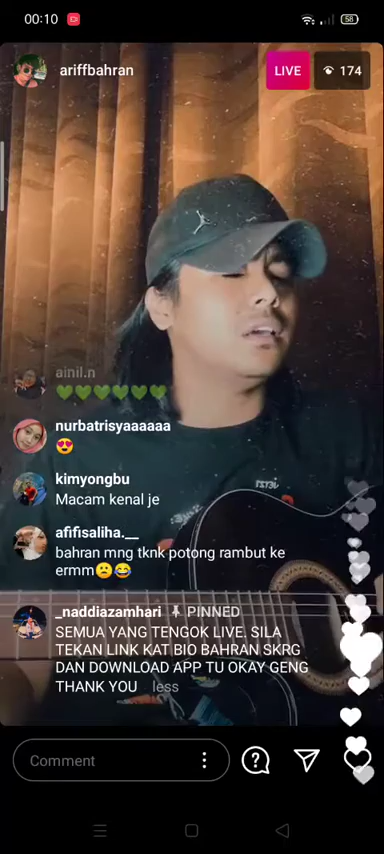 00:10
58
ariffbahran
LIVE
174
ainil.n
💚💚💚💚💚💚
nurbatrisyaaaaaa
😍
kimyongbu
Macam kenal je
afifisaliha.__
bahran mng tknk potong rambut ke
ermm🙁😂
_naddiazamhari PINNED
SEMUA YANG TENGOK LIVE. SILA
TEKAN LINK KAT BIO BAHRAN SKRG
DAN DOWNLOAD APP TU OKAY GENG
THANK YOU less
Comment